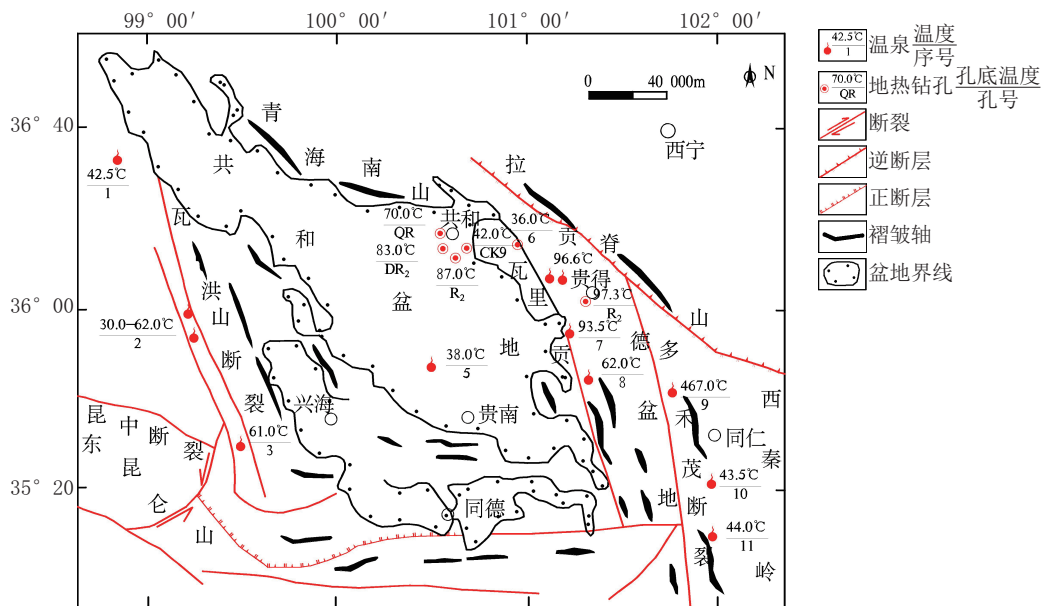 99° 00′ 100° 00′ 101° 00′ 102° 00′
36° 40
36° 00
35° 20
0 40 000m
N
西宁
青海南山
共和盆地
拉脊山
瓦洪山断裂
瓦里贡
贵德盆地
多禾茂断裂
西秦岭
昆中断裂
东昆仑山
共和
贵得
兴海
贵南
同德
同仁
42.5℃
1
30.0—62.0℃
2
61.0℃
3
38.0℃
5
36.0℃
6
93.5℃
7
62.0℃
8
467.0℃
9
43.5℃
10
44.0℃
11
70.0℃
QR
83.0℃
DR₂
87.0℃
R₂
42.0℃
CK9
96.6℃
97.3℃
R₂
42.5℃
1
温泉 温度
序号
70.0℃
QR
地热钻孔 孔底温度
孔号
断裂
逆断层
正断层
褶皱轴
盆地界线